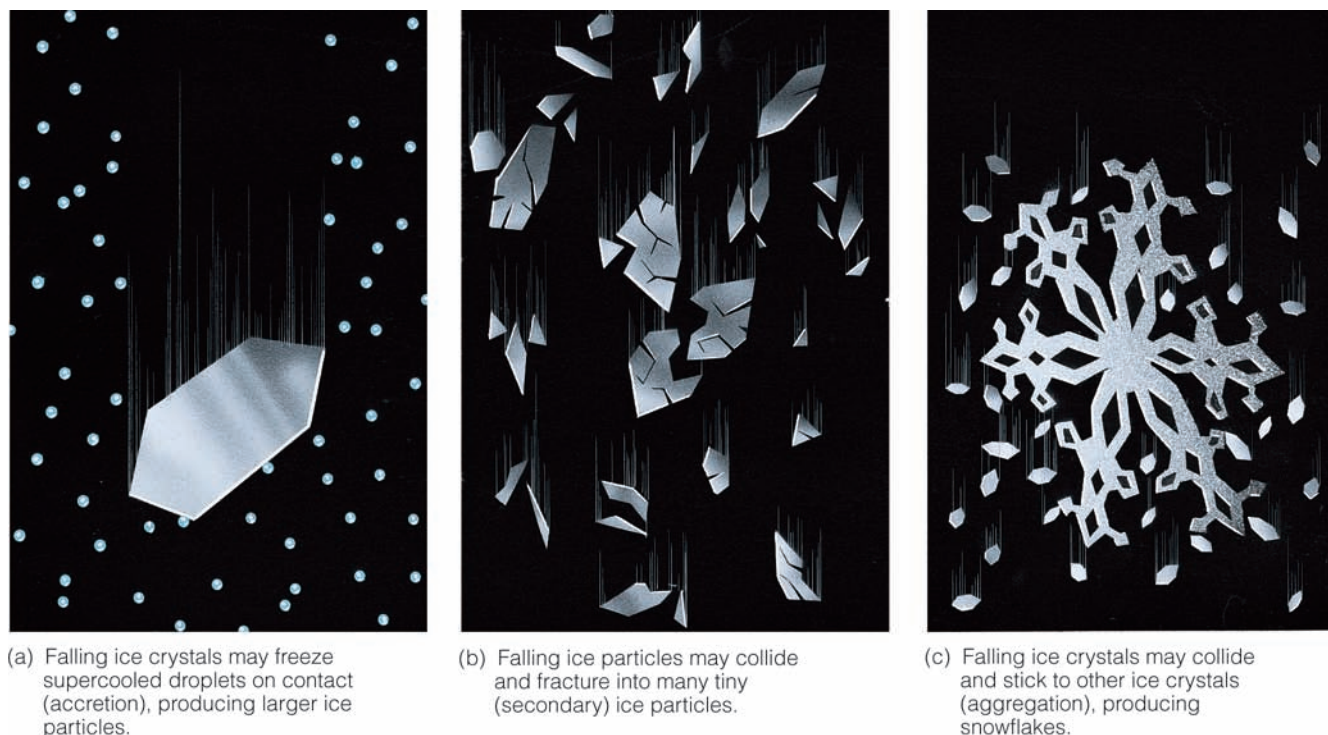 (a) Falling ice crystals may freeze
supercooled droplets on contact
(accretion), producing larger ice
particles.
(b) Falling ice particles may collide
and fracture into many tiny
(secondary) ice particles.
(c) Falling ice crystals may collide
and stick to other ice crystals
(aggregation), producing
snowflakes.